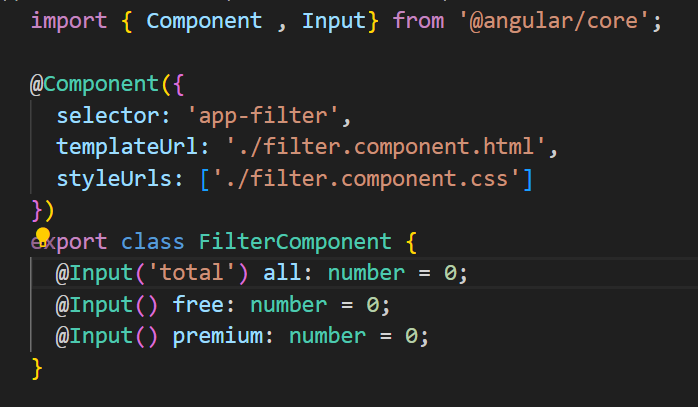 import { Component , Input} from '@angular/core';
@Component({
selector: 'app-filter',
templateUrl: './filter.component.html',
styleUrls: ['./filter.component.css']
})
export class FilterComponent {
@Input('total') all: number = 0;
@Input() free: number = 0;
@Input() premium: number = 0;
}